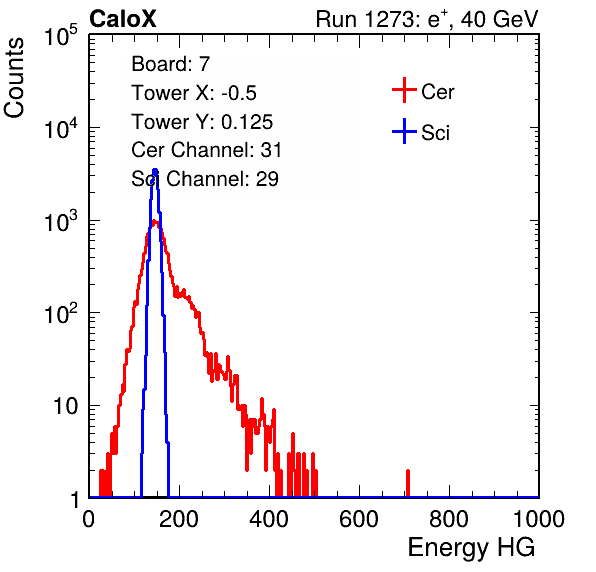 CaloX Run 1273: e⁺, 40 GeV
Counts
Board: 7
Tower X: -0.5
Tower Y: 0.125
Cer Channel: 31
Sci Channel: 29
Cer
Sci
10⁵
10⁴
10³
10²
10
1
0 200 400 600 800 1000
Energy HG